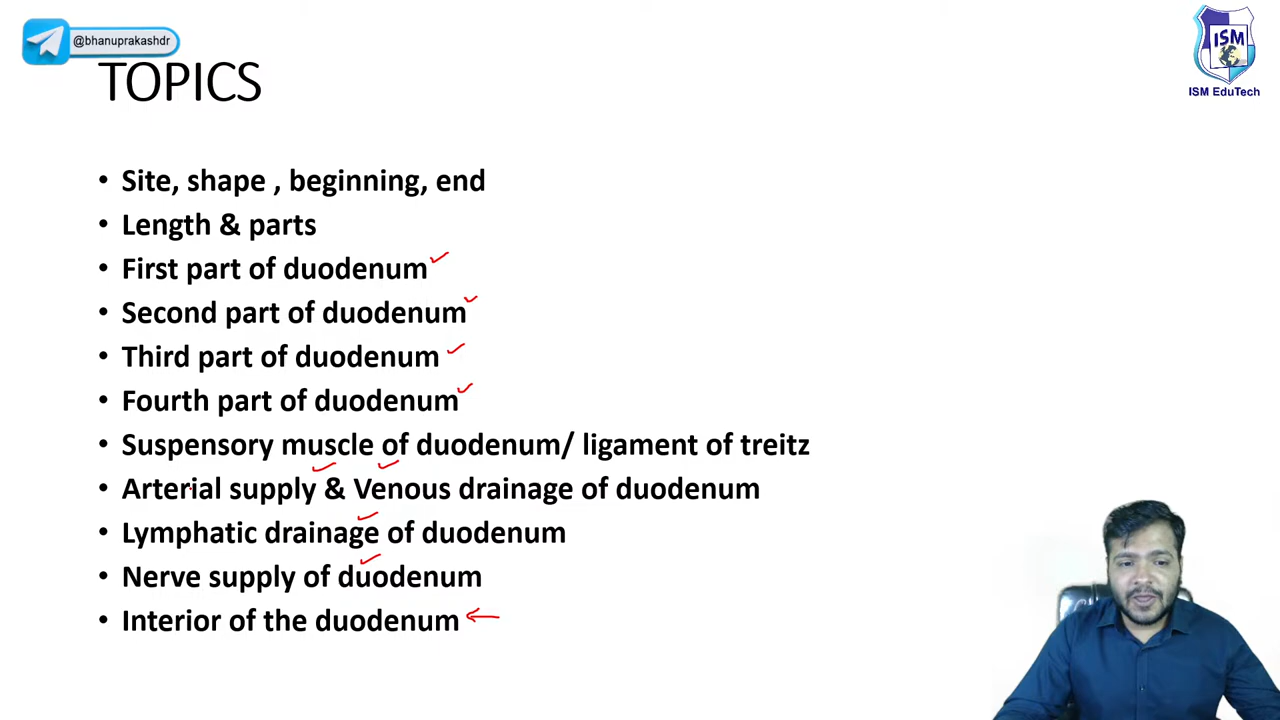 @bhanuprakashdr
ISM
ISM EduTech
TOPICS
• Site, shape , beginning, end
• Length & parts
• First part of duodenum
• Second part of duodenum
• Third part of duodenum
• Fourth part of duodenum
• Suspensory muscle of duodenum/ ligament of treitz
• Arterial supply & Venous drainage of duodenum
• Lymphatic drainage of duodenum
• Nerve supply of duodenum
• Interior of the duodenum